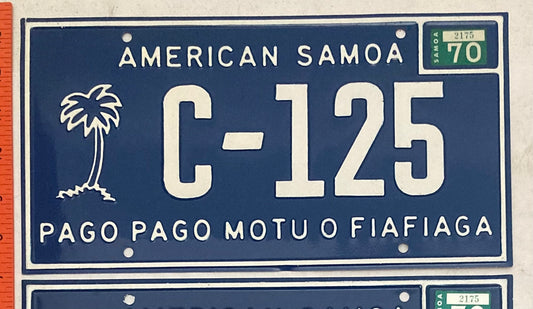 AMERICAN SAMOA
SAMOA
2175
70
C-125
PAGO PAGO MOTU O FIAFIAGA
2175